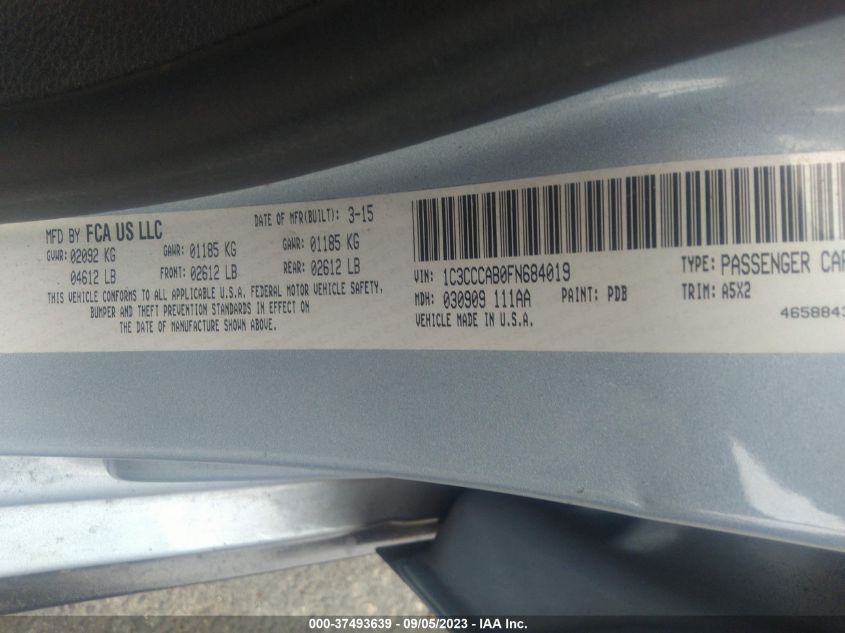 MFD BY FCA US LLC DATE OF MFR(BUILT): 3-15
GVWR: 02092 KG GAWR: 01185 KG GAWR: 01185 KG
04612 LB FRONT: 02612 LB REAR: 02612 LB
THIS VEHICLE CONFORMS TO ALL APPLICABLE U.S.A. FEDERAL MOTOR VEHICLE SAFETY,
BUMPER AND THEFT PREVENTION STANDARDS IN EFFECT ON
THE DATE OF MANUFACTURE SHOWN ABOVE.
VIN: 1C3CCCAB0FN684019 TYPE: PASSENGER CAR
MDH: 030909 111AA PAINT: PDB TRIM: A5X2
VEHICLE MADE IN U.S.A. 
000-37493639 - 09/05/2023 - IAA Inc.